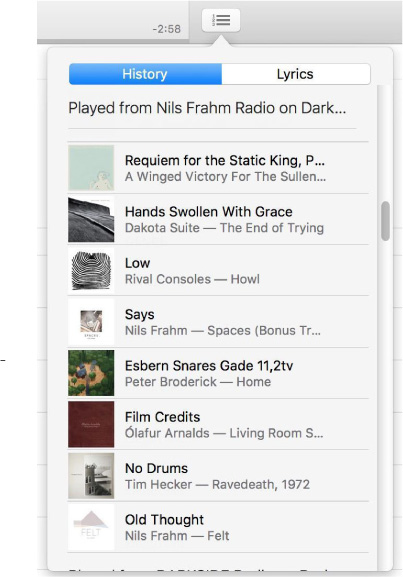 -2:58
History
Lyrics
Played from Nils Frahm Radio on Dark...
Requiem for the Static King, P...
A Winged Victory For The Sullen...
Hands Swollen With Grace
Dakota Suite — The End of Trying
Low
Rival Consoles — Howl
Says
Nils Frahm — Spaces (Bonus Tr...
Esbern Snares Gade 11,2tv
Peter Broderick — Home
Film Credits
Ólafur Arnalds — Living Room S...
No Drums
Tim Hecker — Ravedeath, 1972
Old Thought
Nils Frahm — Felt
FELT